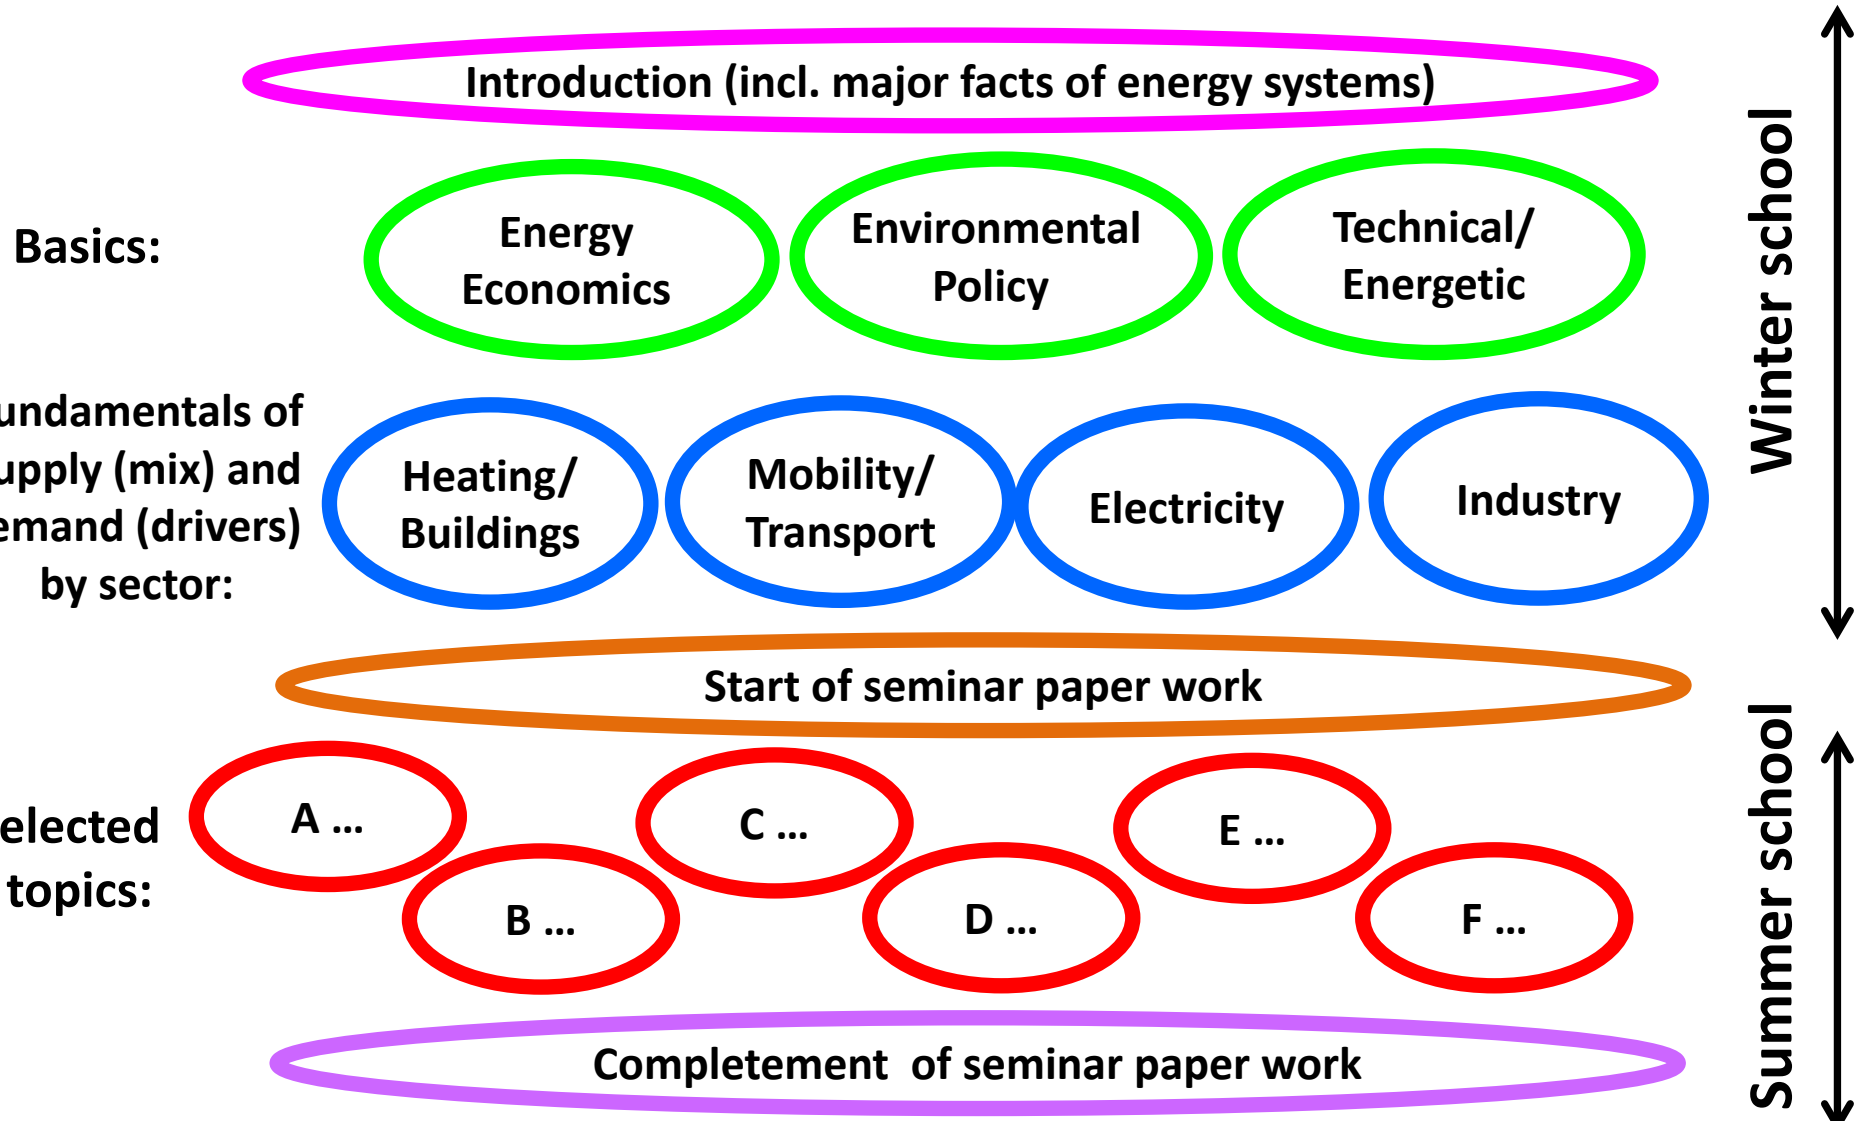 Introduction (incl. major facts of energy systems)
Basics:
Energy
Economics
Environmental
Policy
Technical/
Energetic
undamentals of
upply (mix) and
emand (drivers)
by sector:
Heating/
Buildings
Mobility/
Transport
Electricity
Industry
Winter school
Start of seminar paper work
elected
topics:
A ...
B ...
C ...
D ...
E ...
F ...
Summer school
Completement  of seminar paper work